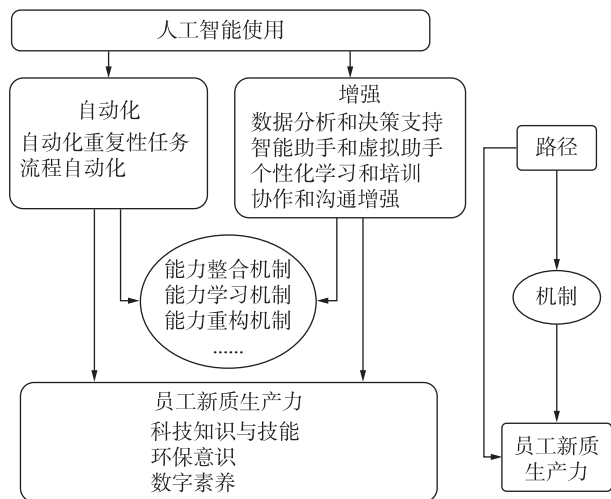 人工智能使用
自动化
自动化重复性任务
流程自动化
增强
数据分析和决策支持
智能助手和虚拟助手
个性化学习和培训
协作和沟通增强
能力整合机制
能力学习机制
能力重构机制
......
员工新质生产力
科技知识与技能
环保意识
数字素养
路径
机制
员工新质
生产力